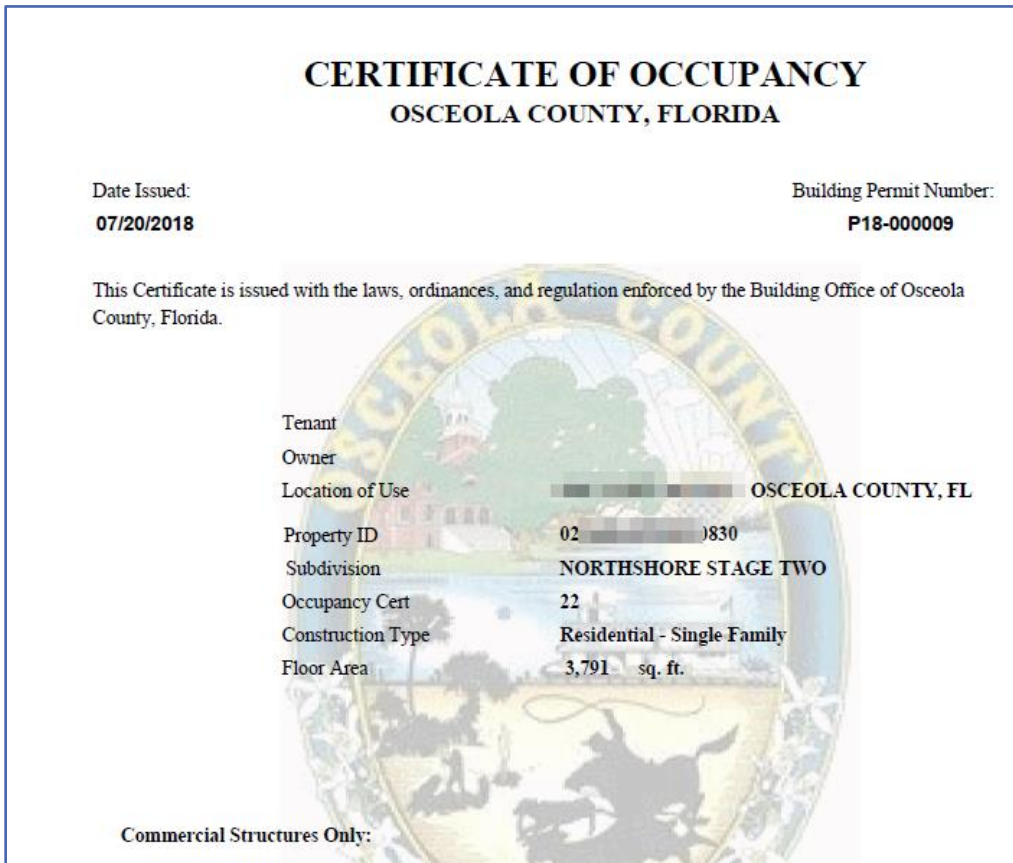 CERTIFICATE OF OCCUPANCY
OSCEOLA COUNTY, FLORIDA
Date Issued: Building Permit Number:
07/20/2018 P18-000009
This Certificate is issued with the laws, ordinances, and regulation enforced by the Building Office of Osceola
County, Florida.
OSCEOLA COUNTY
Tenant
Owner
Location of Use OSCEOLA COUNTY, FL
Property ID 02 0830
Subdivision NORTHSHORE STAGE TWO
Occupancy Cert 22
Construction Type Residential - Single Family
Floor Area 3,791 sq. ft.
Commercial Structures Only: